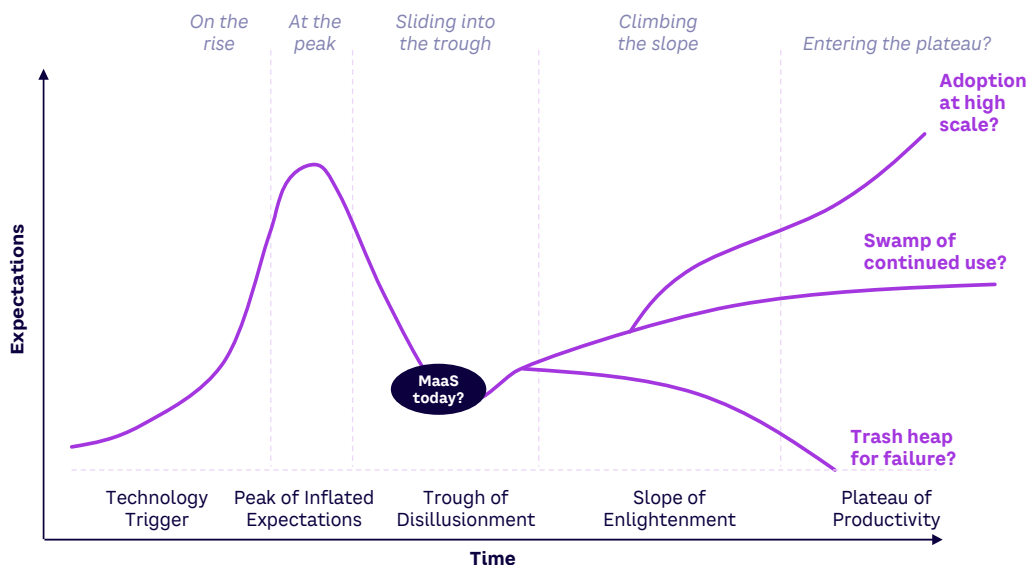 On the
rise
At the
peak
Sliding into
the trough
Climbing
the slope
Entering the plateau?
Adoption
at high
scale?
Swamp of
continued use?
Expectations
MaaS
today?
Trash heap
for failure?
Technology
Trigger
Peak of Inflated
Expectations
Trough of
Disillusionment
Slope of
Enlightenment
Plateau of
Productivity
Time